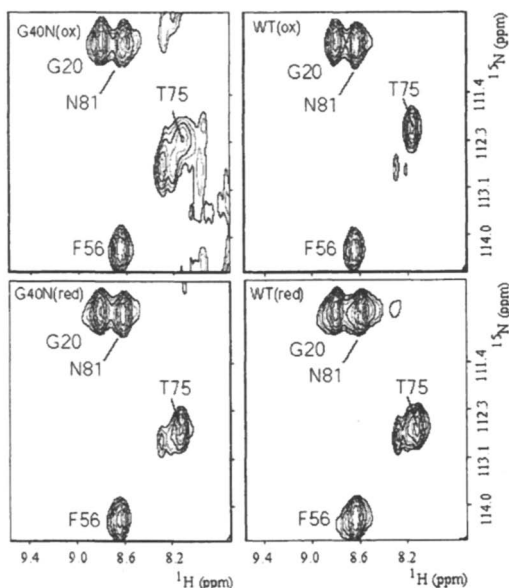 G40N(ox)
G20
N81
T75
F56
WT(ox)
G20
N81
T75
F56
15N (ppm)
111.4
112.3
113.1
114.0
G40N(red)
G20
N81
T75
F56
WT(red)
G20
N81
T75
F56
15N (ppm)
111.4
112.3
113.1
114.0
9.4 9.0 8.6 8.2
1H (ppm)
9.4 9.0 8.6 8.2
1H (ppm)